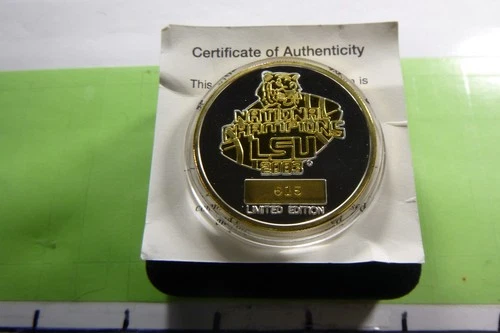 Certificate of Authenticity
This
is
NATIONAL
CHAMPIONS
LSU
2003
615
LIMITED EDITION